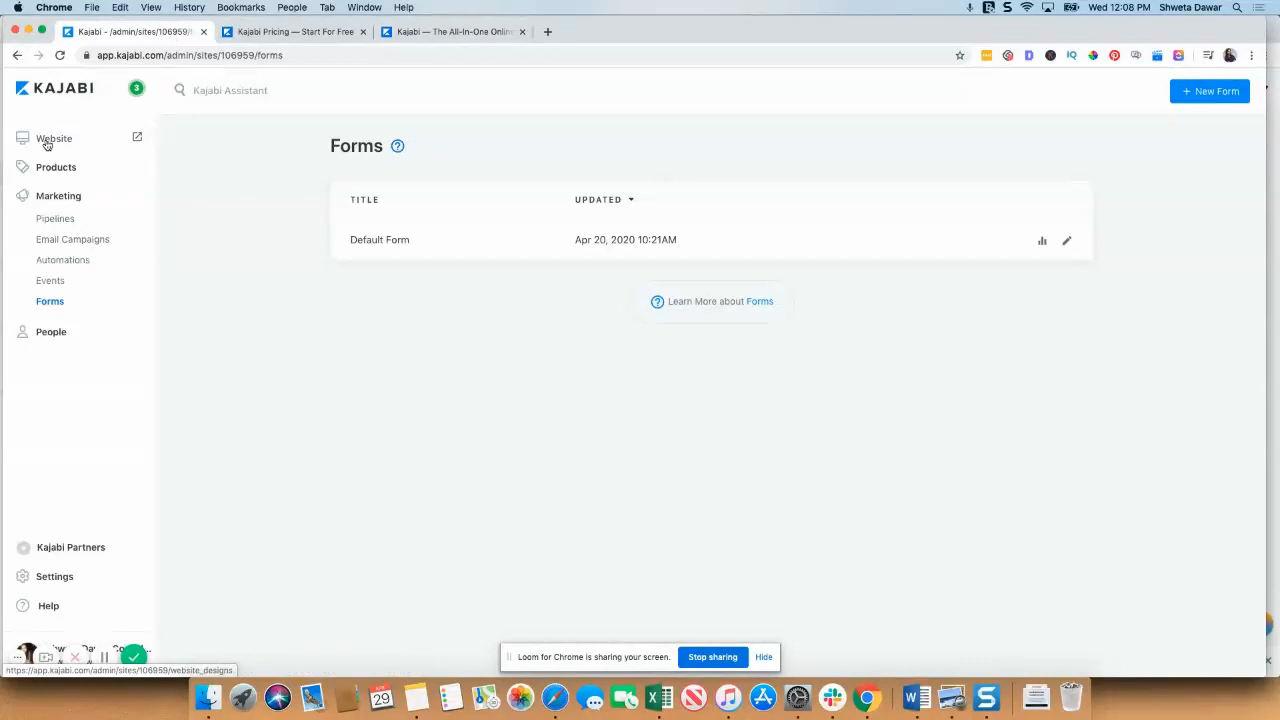 Chrome File Edit View History Bookmarks People Tab Window Help Wed 12:08 PM Shweta Dawar
Kajabi - /admin/sites/106959/ Kajabi Pricing — Start For Free Kajabi — The All-In-One Online
app.kajabi.com/admin/sites/106959/forms
KAJABI 3 Kajabi Assistant + New Form
Website
Products
Marketing
Pipelines
Email Campaigns
Automations
Events
Forms
People
Forms
TITLE UPDATED
Default Form Apr 20, 2020 10:21AM
Learn More about Forms
Kajabi Partners
Settings
Help
Loom for Chrome is sharing your screen. Stop sharing Hide
https://app.kajabi.com/admin/sites/106959/website_designs
29